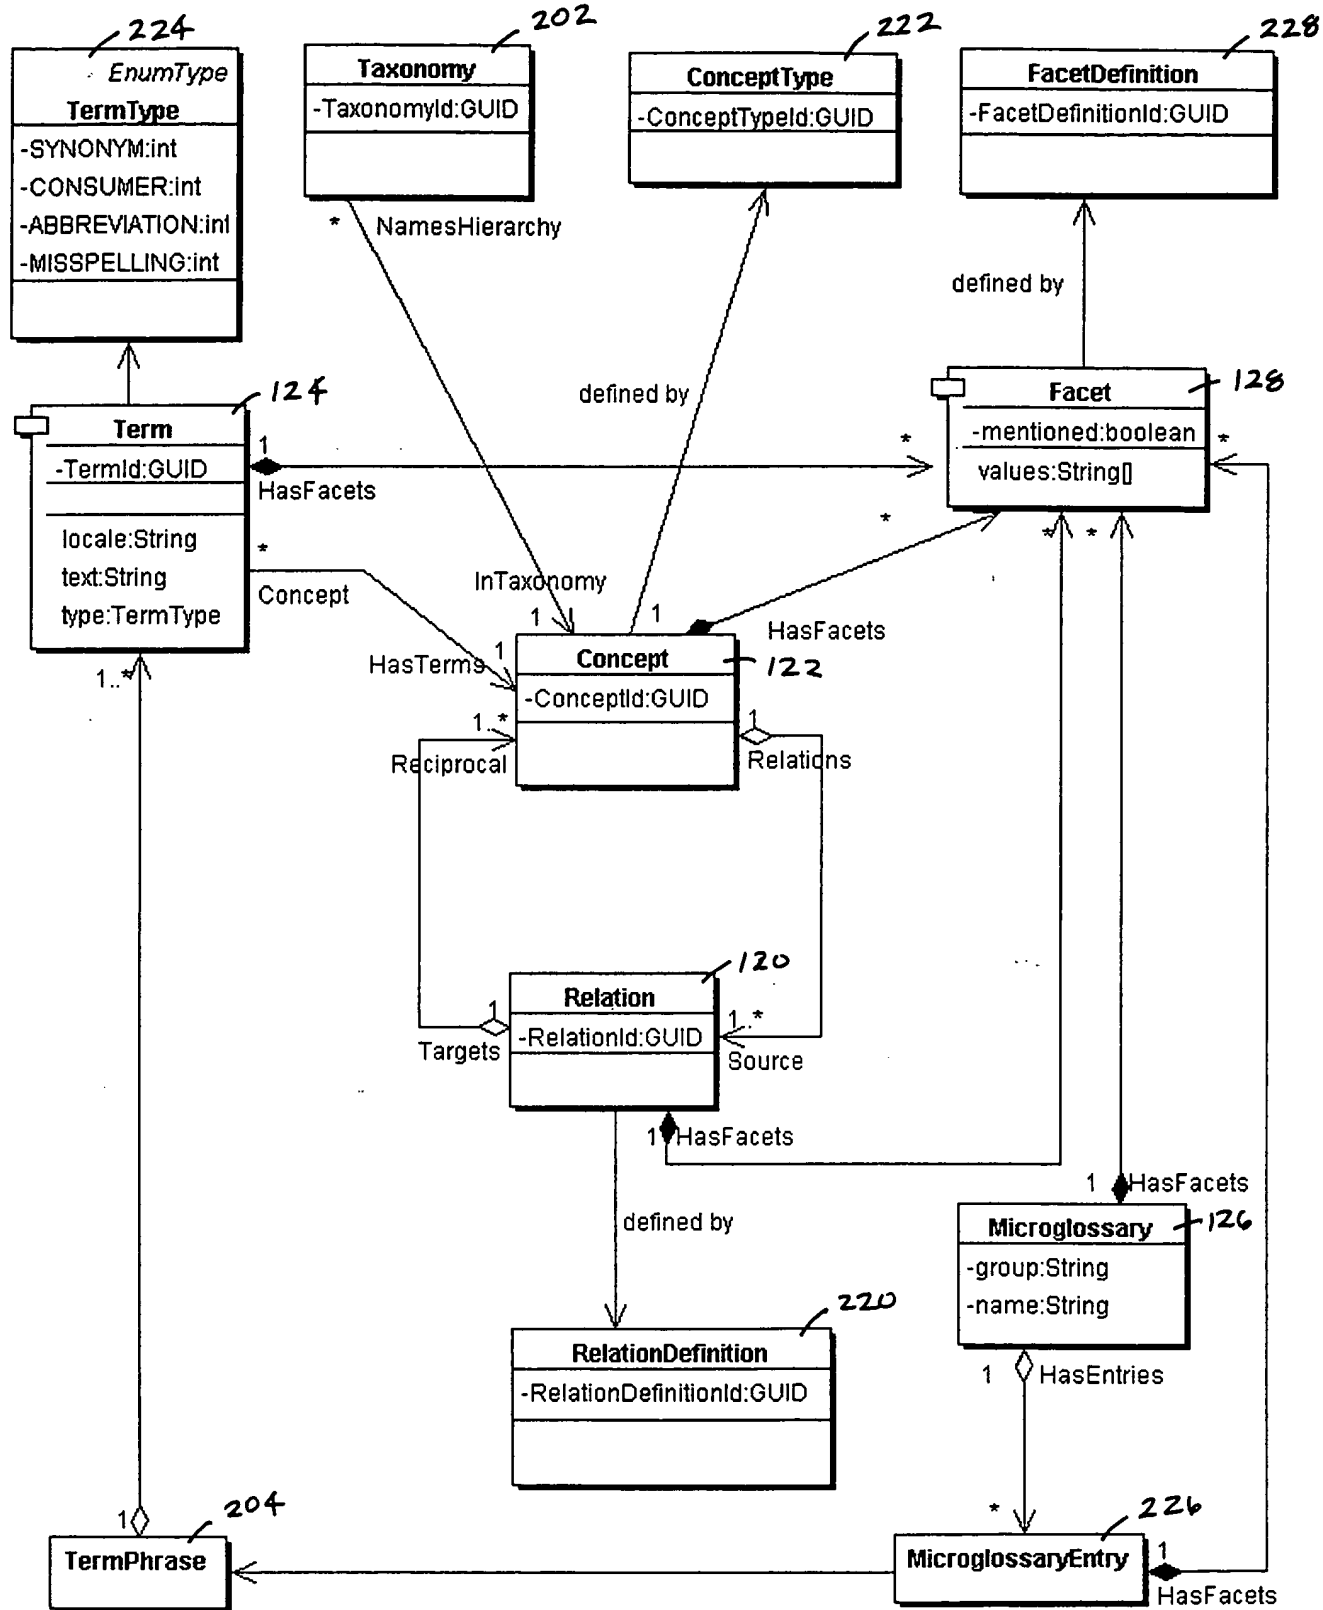 224
EnumType
TermType
-SYNONYM:int
-CONSUMER:int
-ABBREVIATION:int
-MISSPELLING:int
202
Taxonomy
-TaxonomyId:GUID
222
ConceptType
-ConceptTypeId:GUID
228
FacetDefinition
-FacetDefinitionId:GUID
* NamesHierarchy
defined by
defined by
124
Term
-TermId:GUID
locale:String
text:String
type:TermType
1
HasFacets
*
128
Facet
-mentioned:boolean
values:String[]
*
*
Concept
InTaxonomy
1
1
*
HasFacets
* *
HasTerms
1
122
Concept
-ConceptId:GUID
1..*
1..*
Reciprocal
1
Relations
120
Relation
-RelationId:GUID
1
Targets
1..*
Source
1 HasFacets
defined by
1 HasFacets
126
Microglossary
-group:String
-name:String
220
RelationDefinition
-RelationDefinitionId:GUID
1 HasEntries
*
1
204
TermPhrase
226
MicroglossaryEntry
1
HasFacets